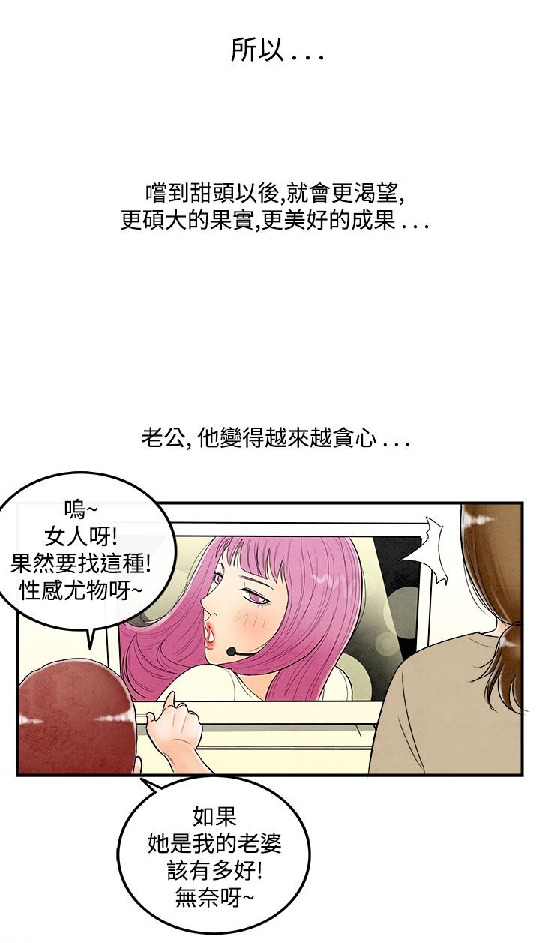 所以...
嚐到甜頭以後,就會更渴望,
更碩大的果實,更美好的成果...
老公,他變得越來越貪心...
嗚~
女人呀!
果然要找這種!
性感尤物呀~
如果
她是我的老婆
該有多好!
無奈呀~